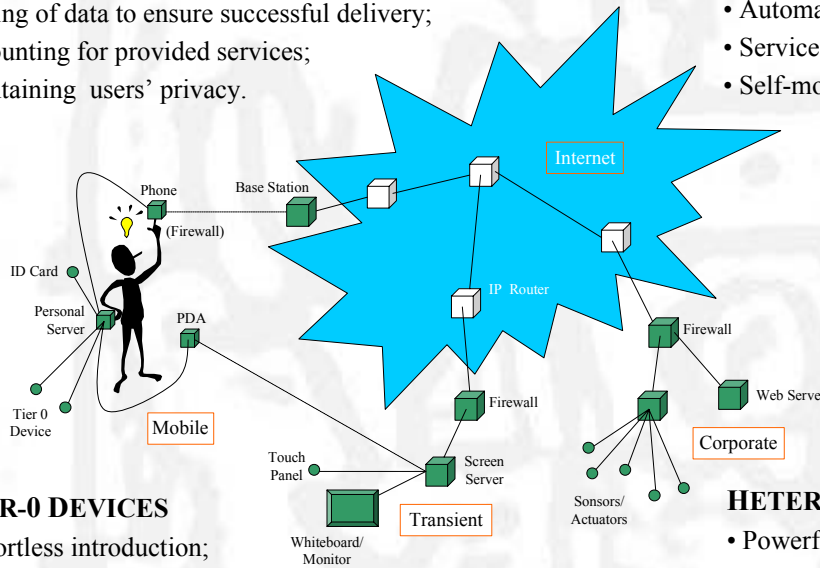 ing of data to ensure successful delivery;
ounting for provided services;
ntaining users' privacy.
• Automa
• Service
• Self-mo
Internet
Phone
(Firewall)
Base Station
ID Card
Personal
Server
PDA
IP Router
Firewall
Web Serve
Tier 0
Device
Mobile
Firewall
Corporate
Touch
Panel
Screen
Server
Sonsors/
Actuators
Transient
Whiteboard/
Monitor
R-0 DEVICES
ortless introduction;
HETER
• Powerf